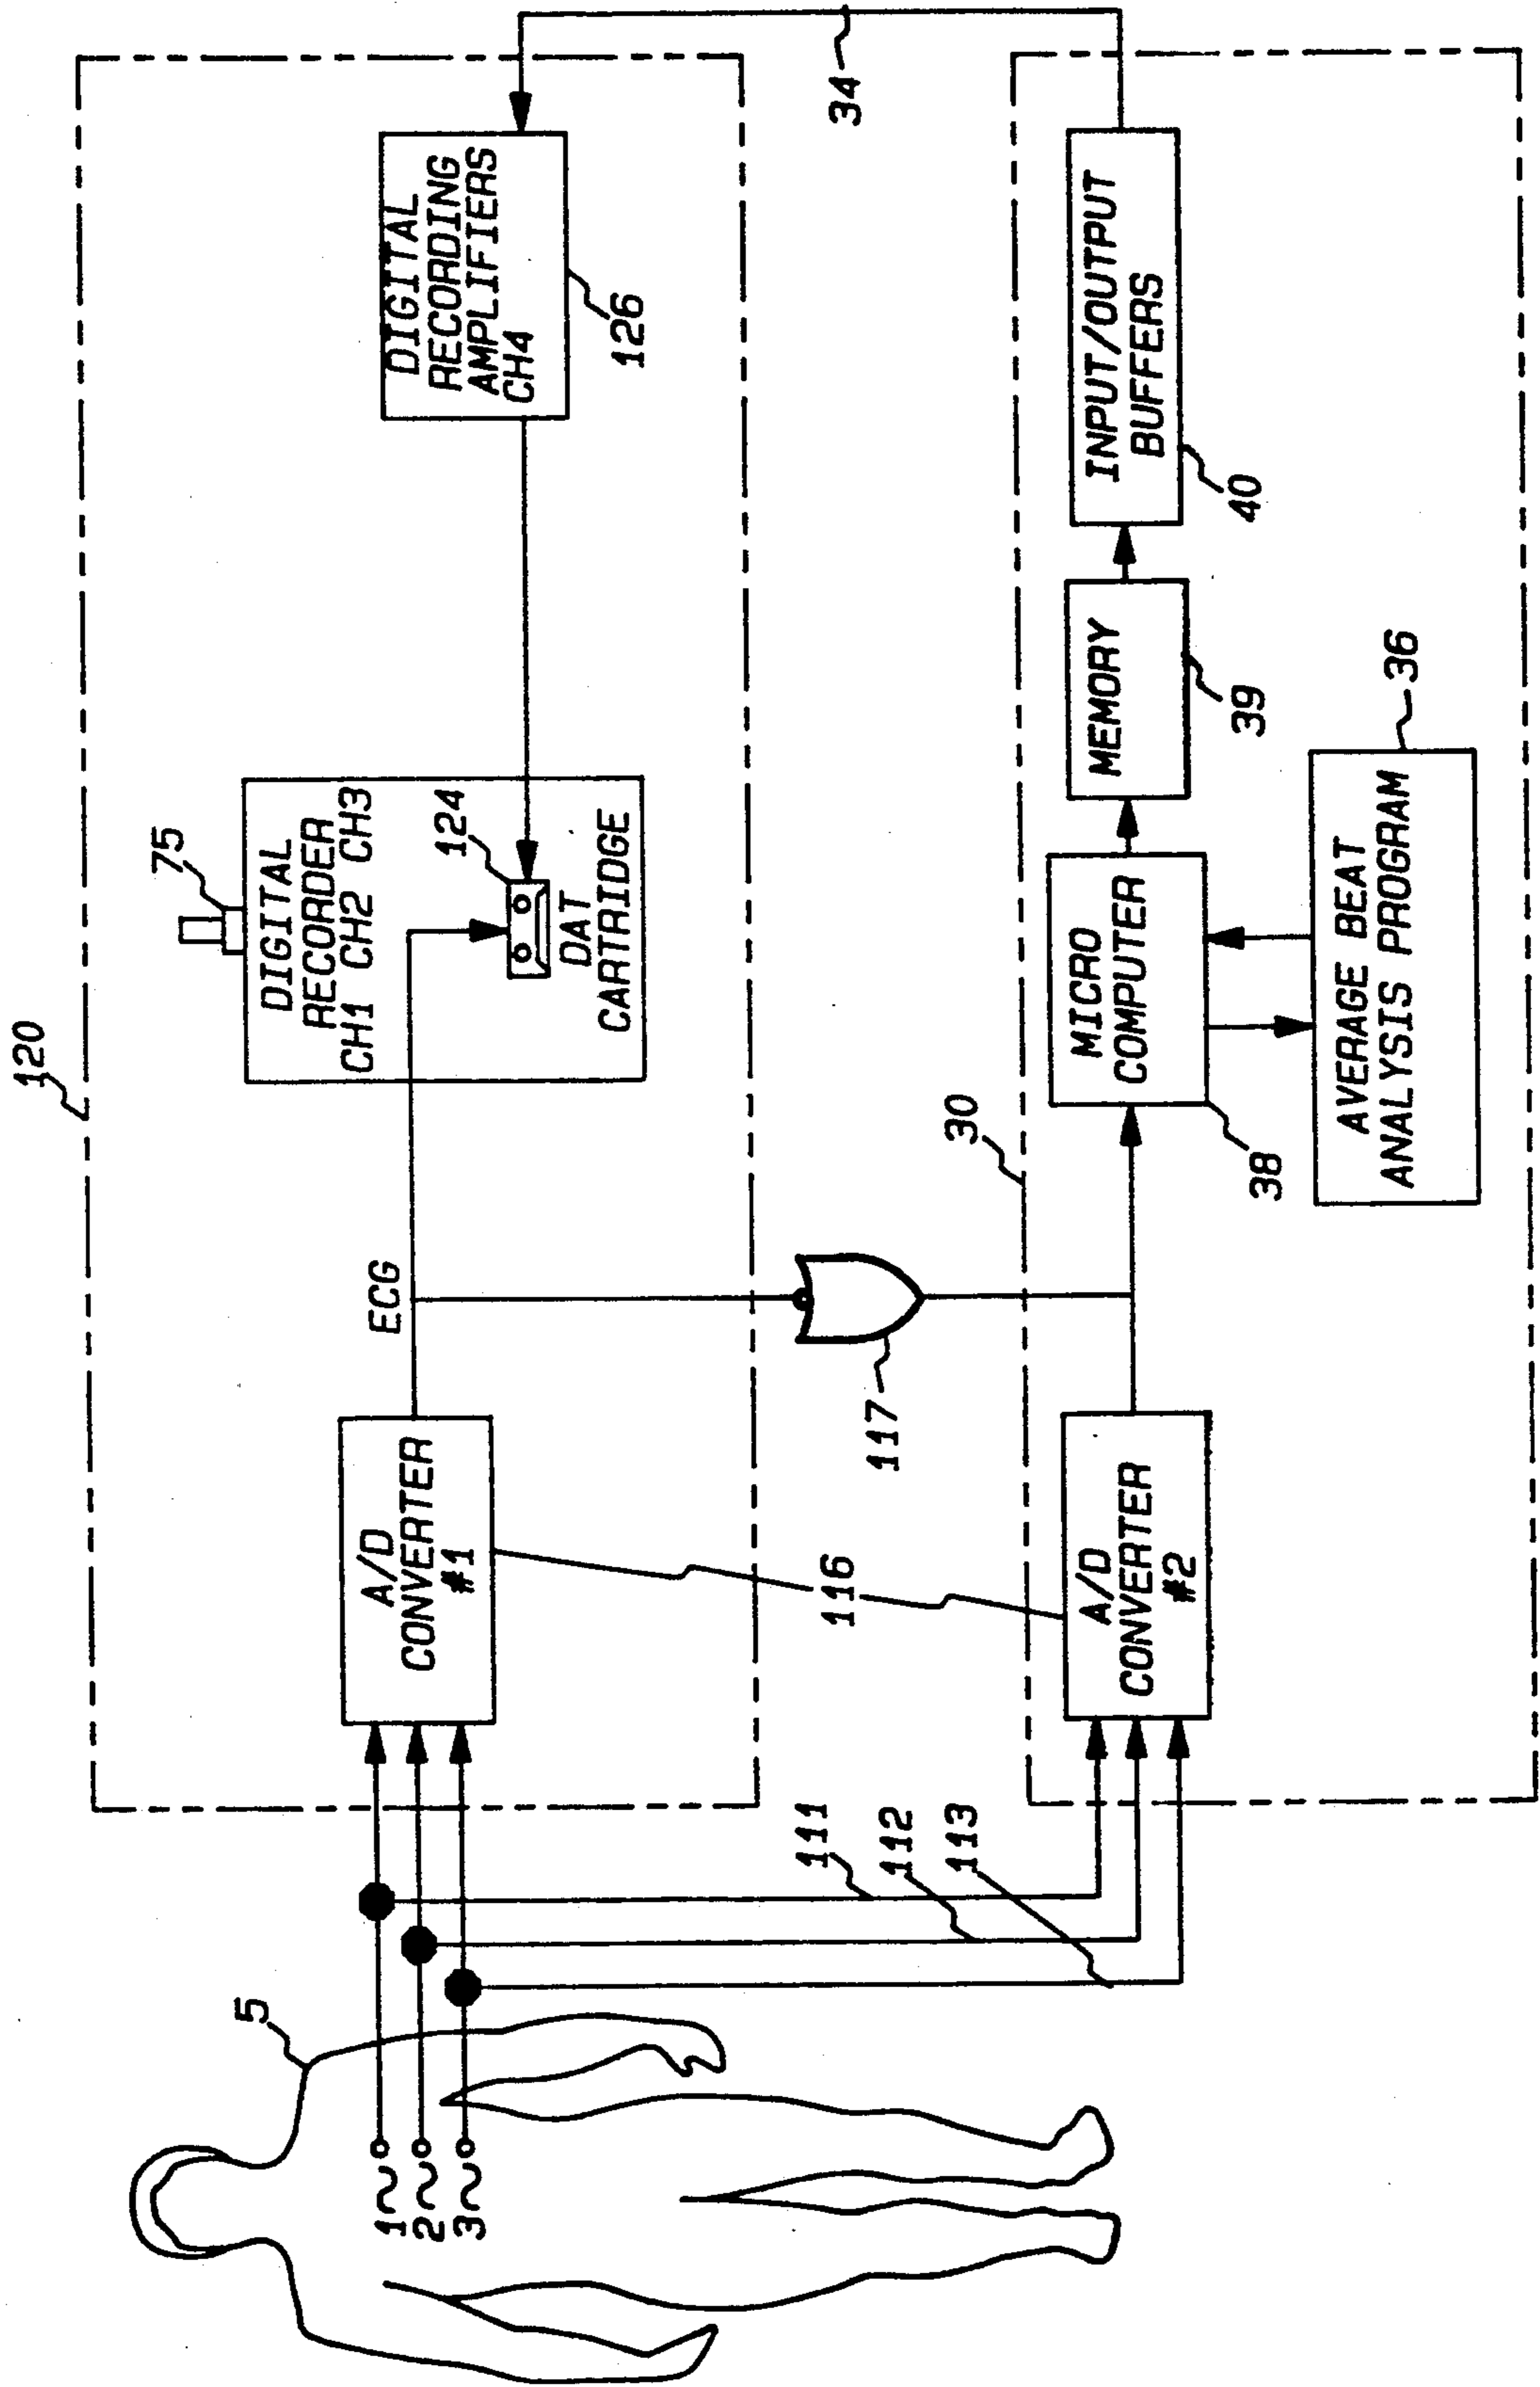 120
75
DIGITAL
RECORDER
CH1 CH2 CH3
124
DAT
CARTRIDGE
DIGITAL
RECORDING
AMPLIFIERS
CH4
126
34
ECG
A/D
CONVERTER
#1
5
1
2
3
116
117
111
112
113
30
A/D
CONVERTER
#2
MICRO
COMPUTER
38
MEMORY
39
INPUT/OUTPUT
BUFFERS
40
AVERAGE BEAT
ANALYSIS PROGRAM
36